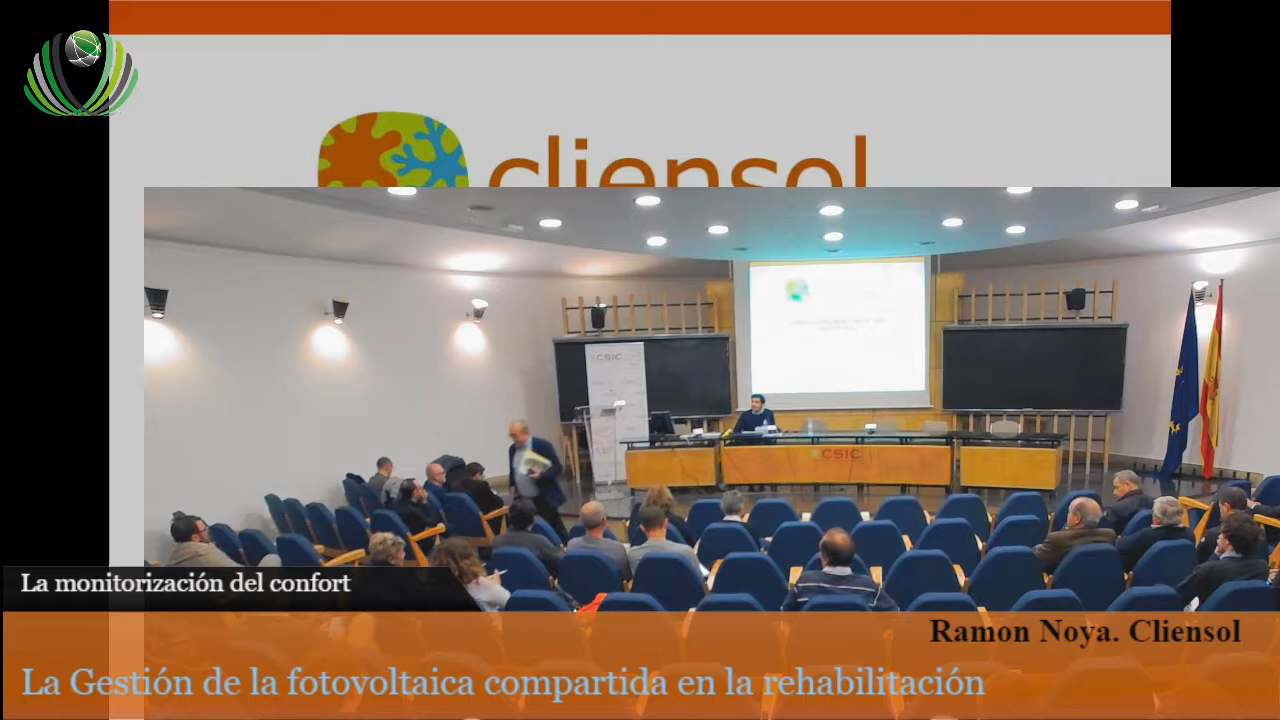 cliensol
CSIC
CSIC
La monitorización del confort
Ramon Noya. Cliensol
La Gestión de la fotovoltaica compartida en la rehabilitación